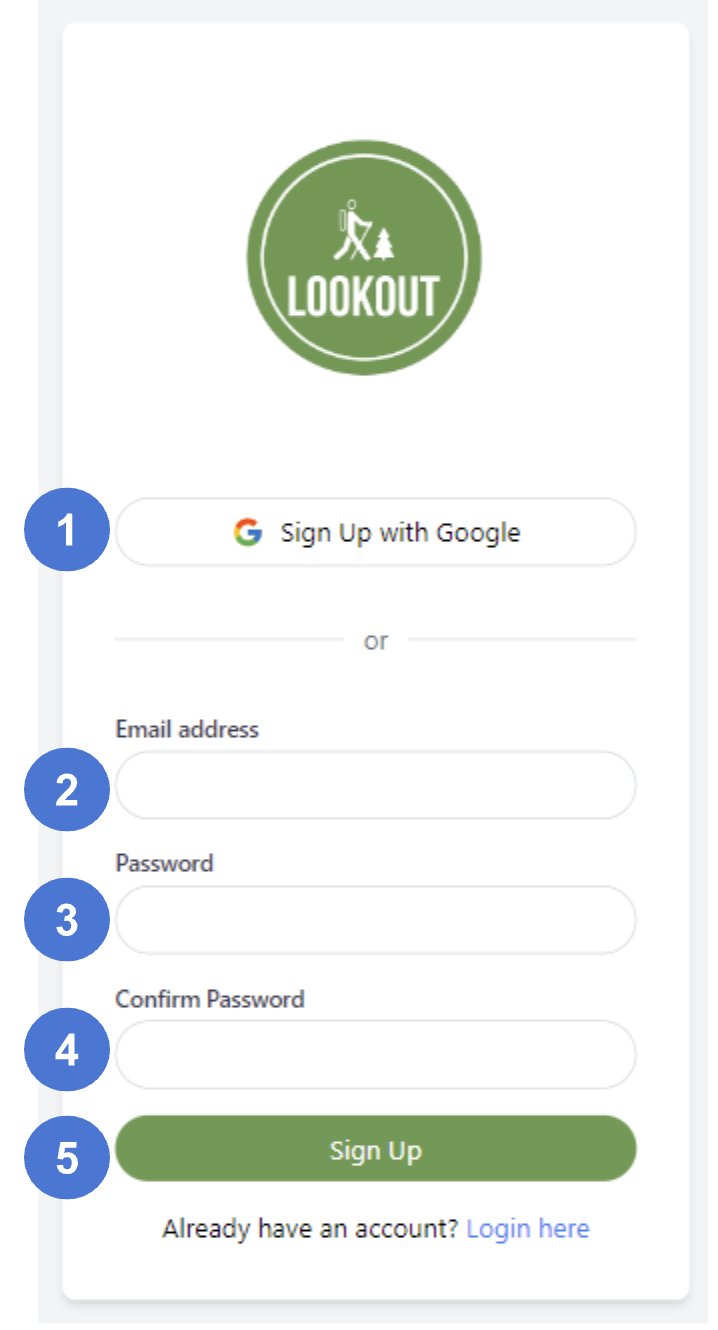 LOOKOUT
1
Sign Up with Google
or
Email address
2
Password
3
Confirm Password
4
5
Sign Up
Already have an account? Login here